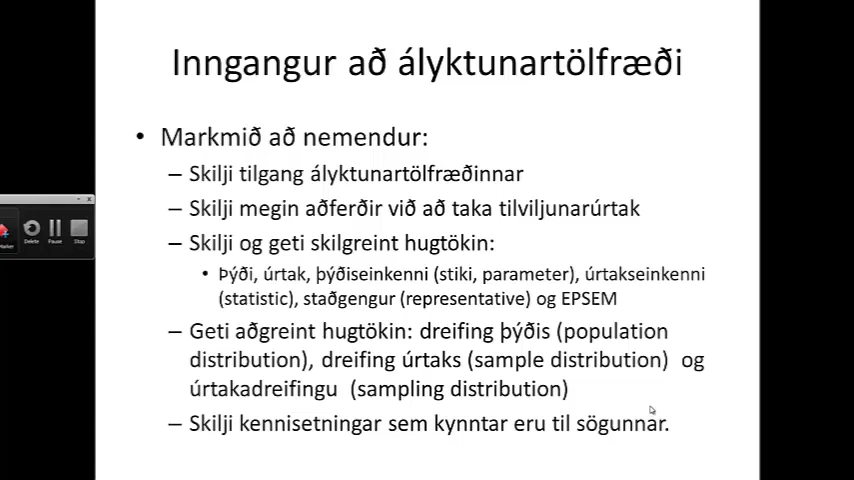 Inngangur að ályktunartölfræði
• Markmið að nemendur:
– Skilji tilgang ályktunartölfræðinnar
– Skilji megin aðferðir við að taka tilviljunarúrtak
– Skilji og geti skilgreint hugtökin:
• Þýði, úrtak, þýðiseinkenni (stiki, parameter), úrtakseinkenni
(statistic), staðgengur (representative) og EPSEM
– Geti aðgreint hugtökin: dreifing þýðis (population
distribution), dreifing úrtaks (sample distribution) og
úrtakadreifingu (sampling distribution)
– Skilji kennisetningar sem kynntar eru til sögunnar.
Marker Delete Pause Stop